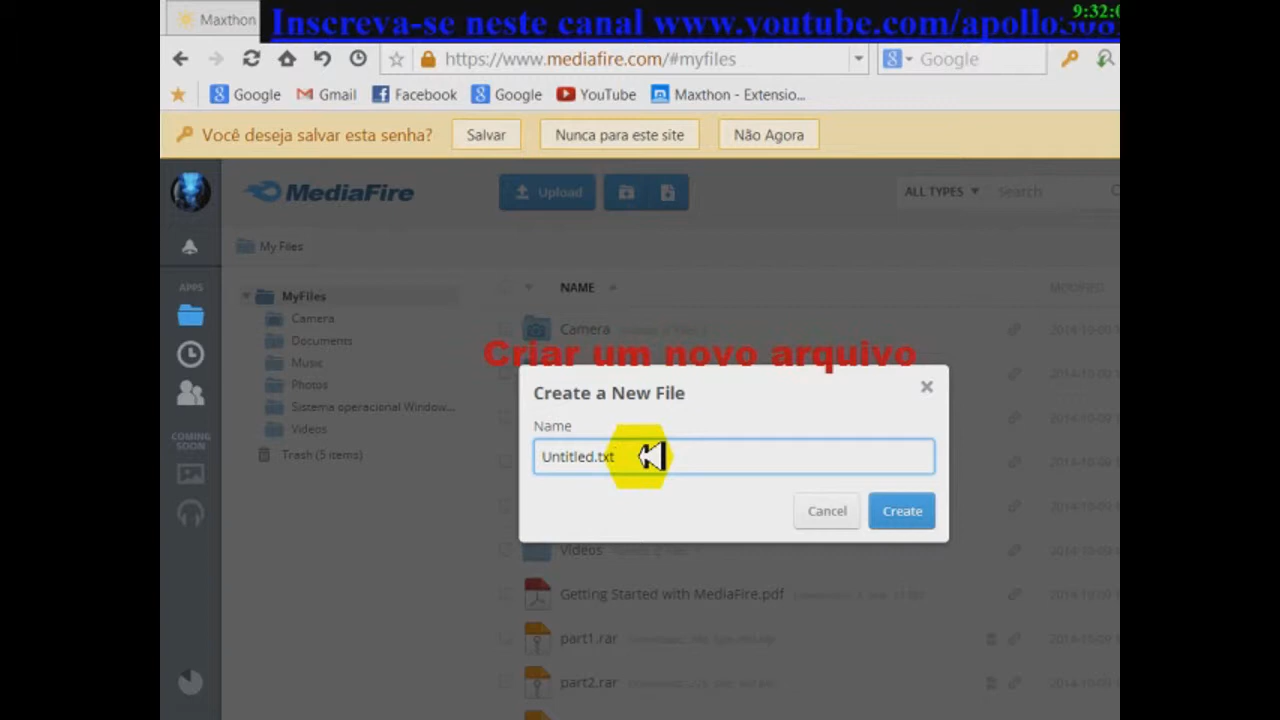 Maxthon
Inscreva-se neste canal www.youtube.com/apollo
9:32:0
https://www.mediafire.com/#myfiles
Google
Google Gmail Facebook Google YouTube Maxthon - Extensio...
Você deseja salvar esta senha? Salvar Nunca para este site Não Agora
MediaFire Upload ALL TYPES Search
My Files
APPS
NAME MODIFIED
MyFiles
Camera
Documents
Music
Photos
Sistema operacional Window...
Videos
Trash (5 items)
COMING SOON
Camera
Criar um novo arquivo
Create a New File
Name
Untitled.txt
Cancel Create
Videos
Getting Started with MediaFire.pdf
part1.rar
part2.rar